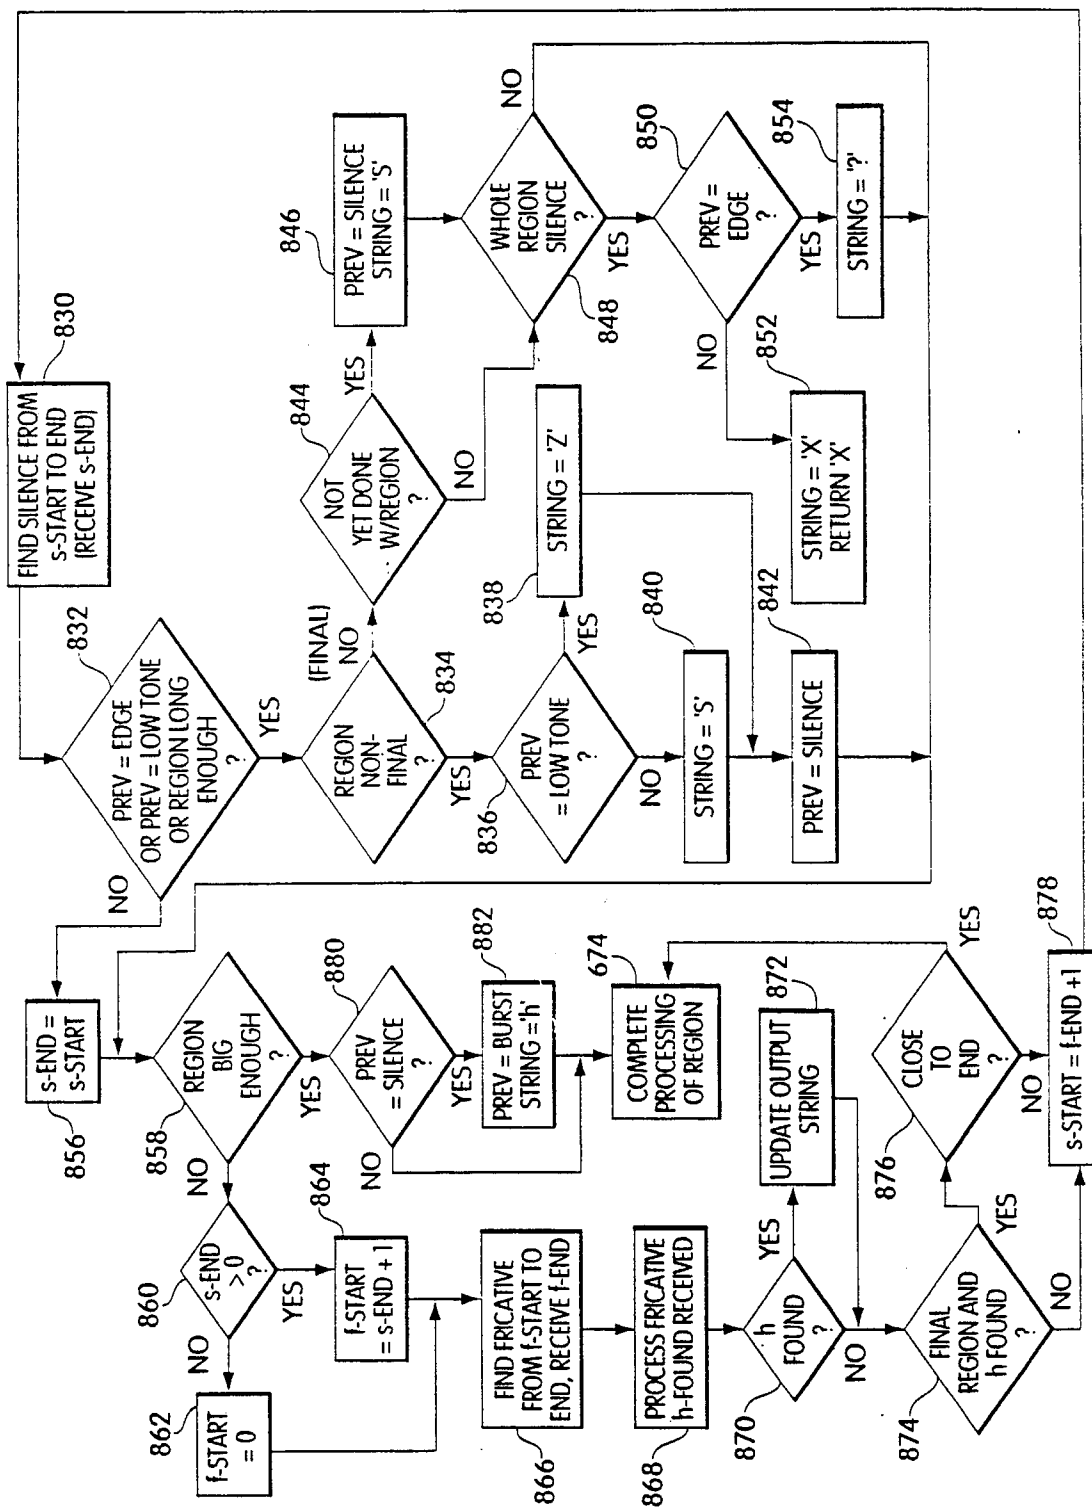 FIND SILENCE FROM
s-START TO END
(RECEIVE s-END)
830
832
PREV = EDGE
OR PREV = LOW TONE
OR REGION LONG
ENOUGH
?
NO
YES
834
REGION
NON-
FINAL
?
(FINAL)
NO
YES
836
PREV
= LOW TONE
?
YES
NO
838
STRING = 'Z'
840
STRING = 'S'
842
PREV = SILENCE
844
NOT
YET DONE
W/REGION
?
YES
NO
846
PREV = SILENCE
STRING = 'S'
848
WHOLE
REGION
SILENCE
?
NO
YES
850
PREV =
EDGE
?
NO
YES
852
STRING = 'X'
RETURN 'X'
854
STRING = '?'
856
s-END =
s-START
858
REGION
BIG
ENOUGH
?
NO
YES
880
PREV
= SILENCE
?
NO
YES
882
PREV = BURST
STRING = 'h'
674
COMPLETE
PROCESSING
OF REGION
860
s-END
> 0
?
NO
YES
862
f-START
= 0
864
f-START
= s-END + 1
866
FIND FRICATIVE
FROM f-START TO
END, RECEIVE f-END
868
PROCESS FRICATIVE
h-FOUND RECEIVED
870
h
FOUND
?
YES
NO
872
UPDATE OUTPUT
STRING
874
FINAL
REGION AND
h FOUND
?
YES
NO
876
CLOSE
TO
END
?
YES
NO
878
s-START = f-END + 1